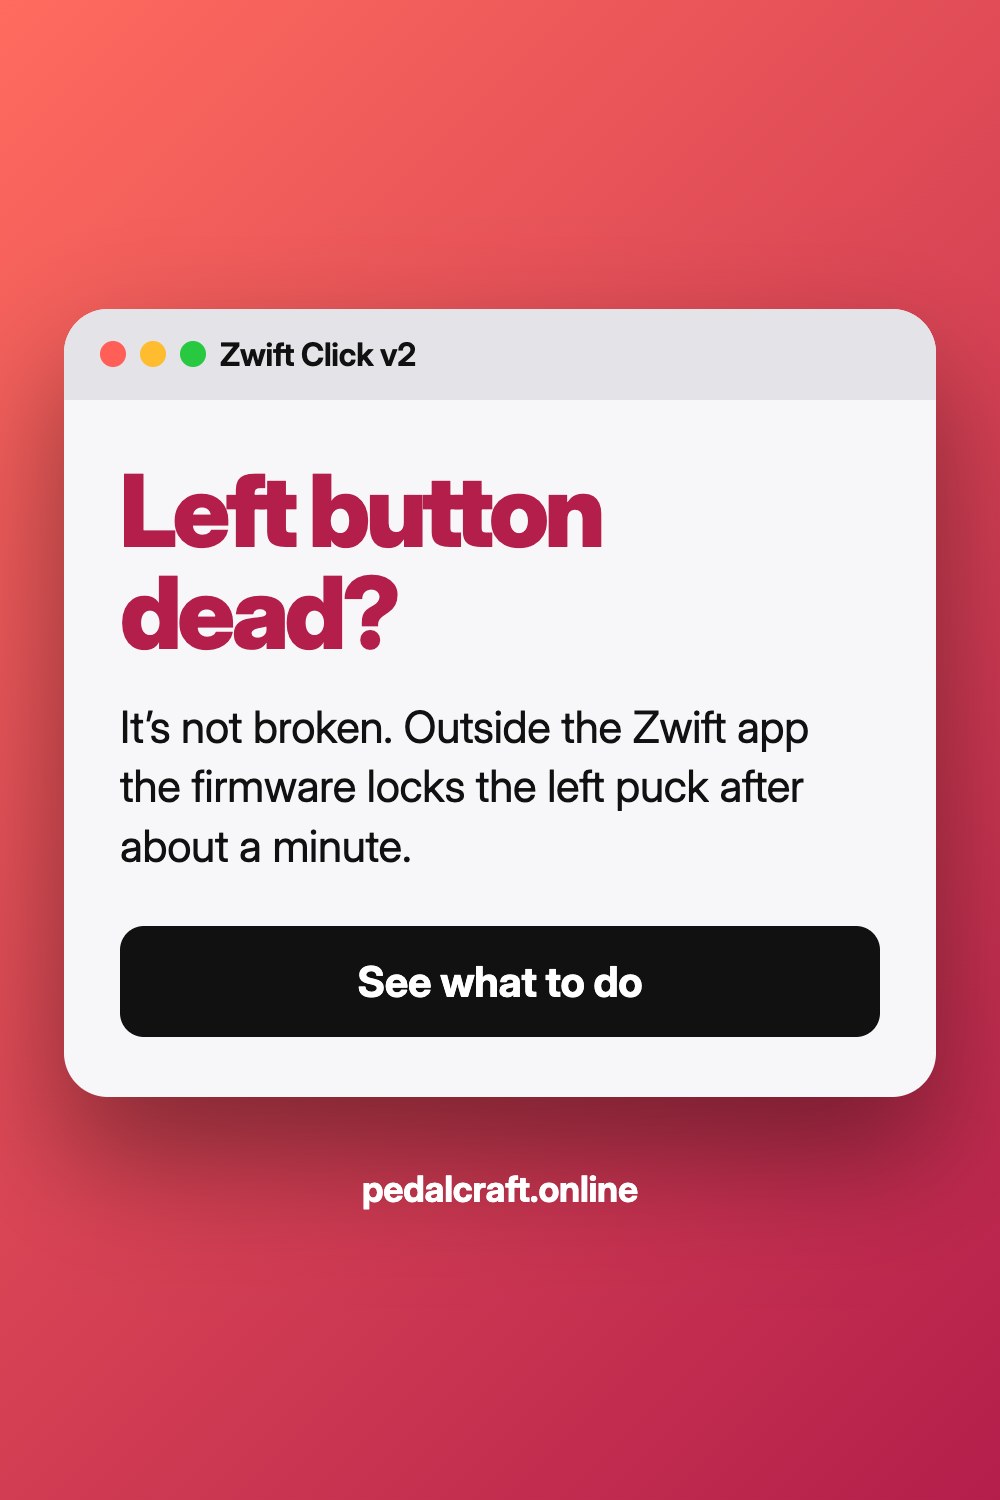 Zwift Click v2
Left button
dead?
It’s not broken. Outside the Zwift app
the firmware locks the left puck after
about a minute.
See what to do
pedalcraft.online